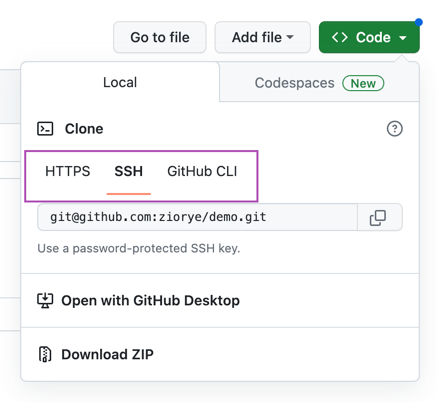 Go to file Add file <> Code
Local Codespaces New
Clone
HTTPS SSH GitHub CLI
git@github.com:ziorye/demo.git
Use a password-protected SSH key.
Open with GitHub Desktop
Download ZIP